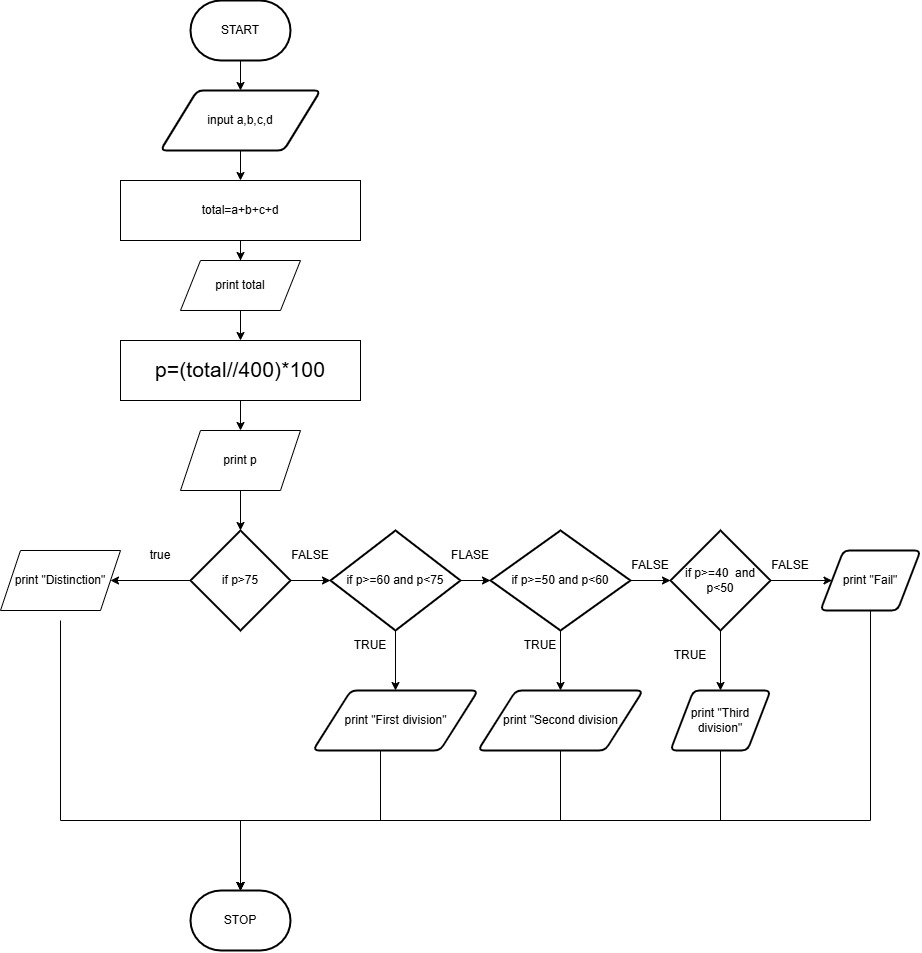 START
input a,b,c,d
total=a+b+c+d
print total
p=(total//400)*100
print p
true
FALSE
FLASE
FALSE
FALSE
print "Distinction"
if p>75
if p>=60 and p<75
if p>=50 and p<60
if p>=40 and
p<50
print "Fail"
TRUE
TRUE
TRUE
print "First division"
print "Second division
print "Third
division"
STOP